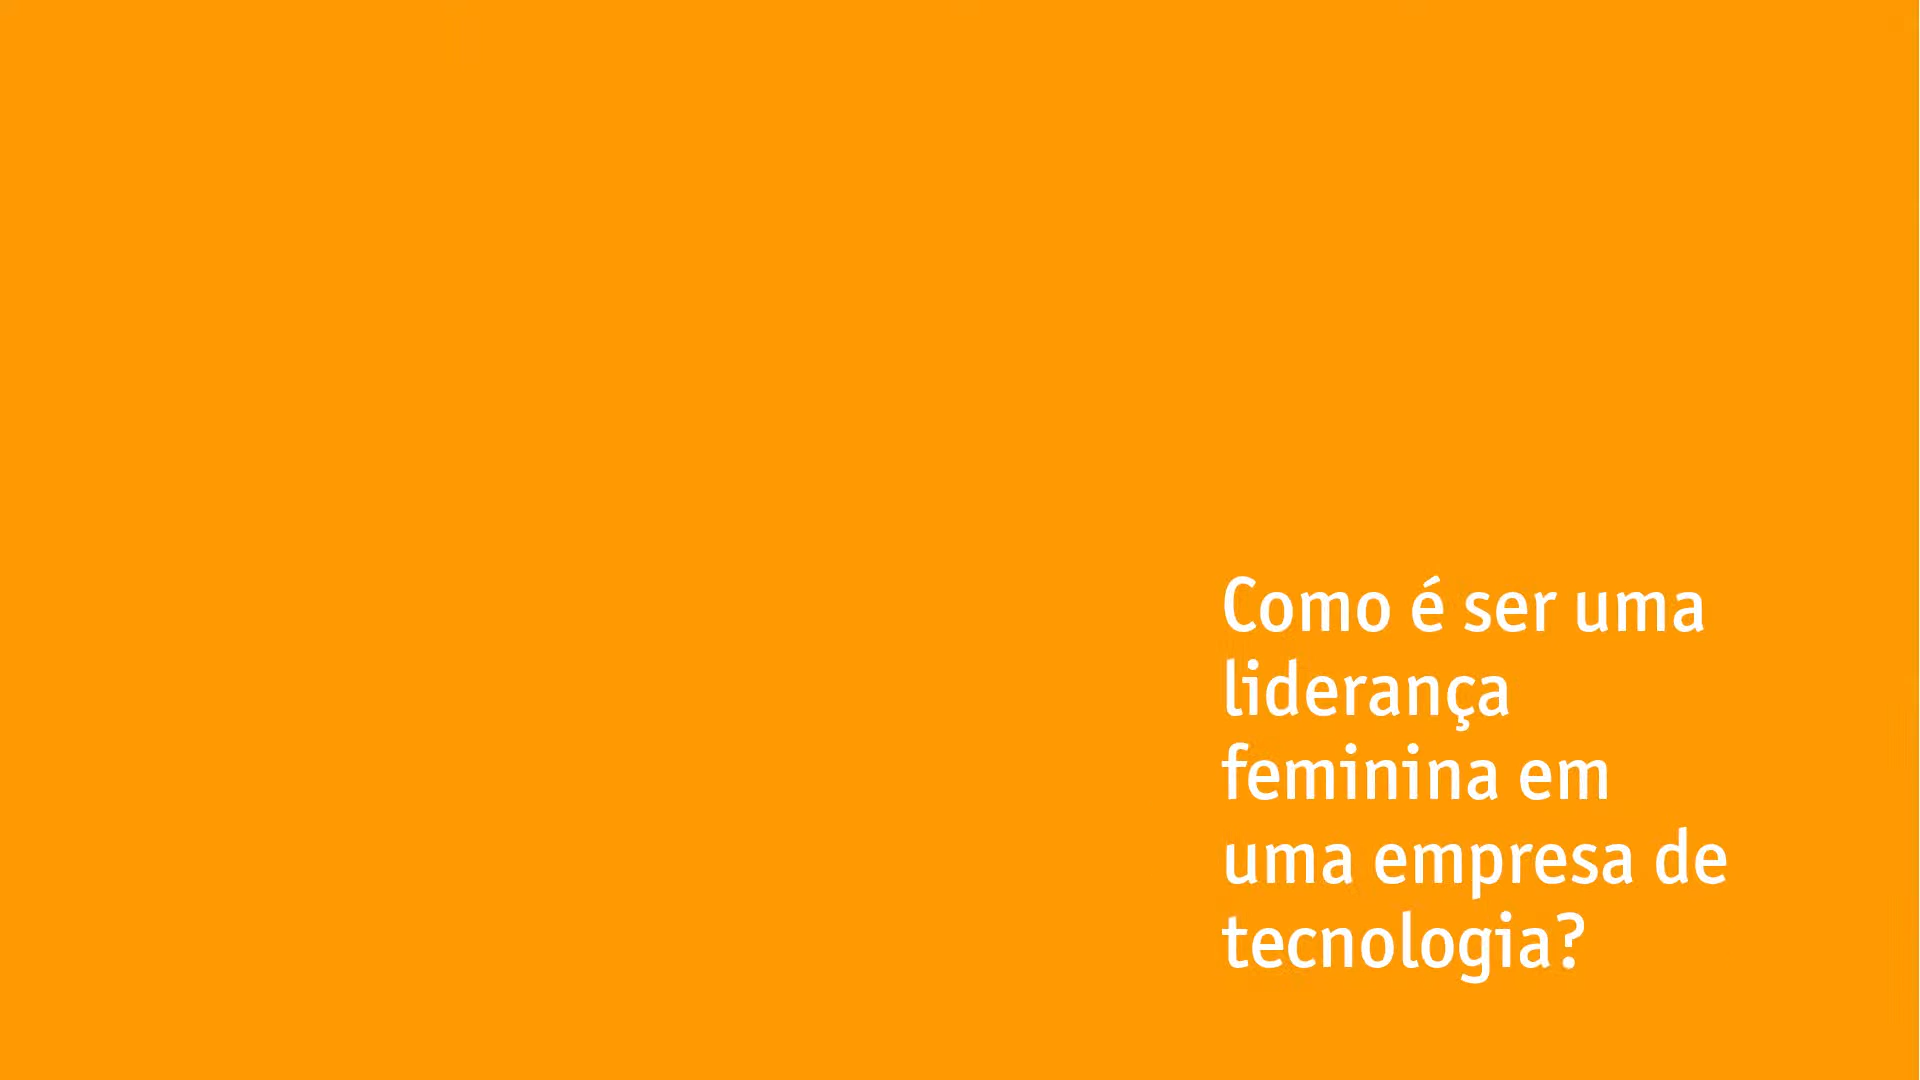 Como é ser uma
liderança
feminina em
uma empresa de
tecnologia?